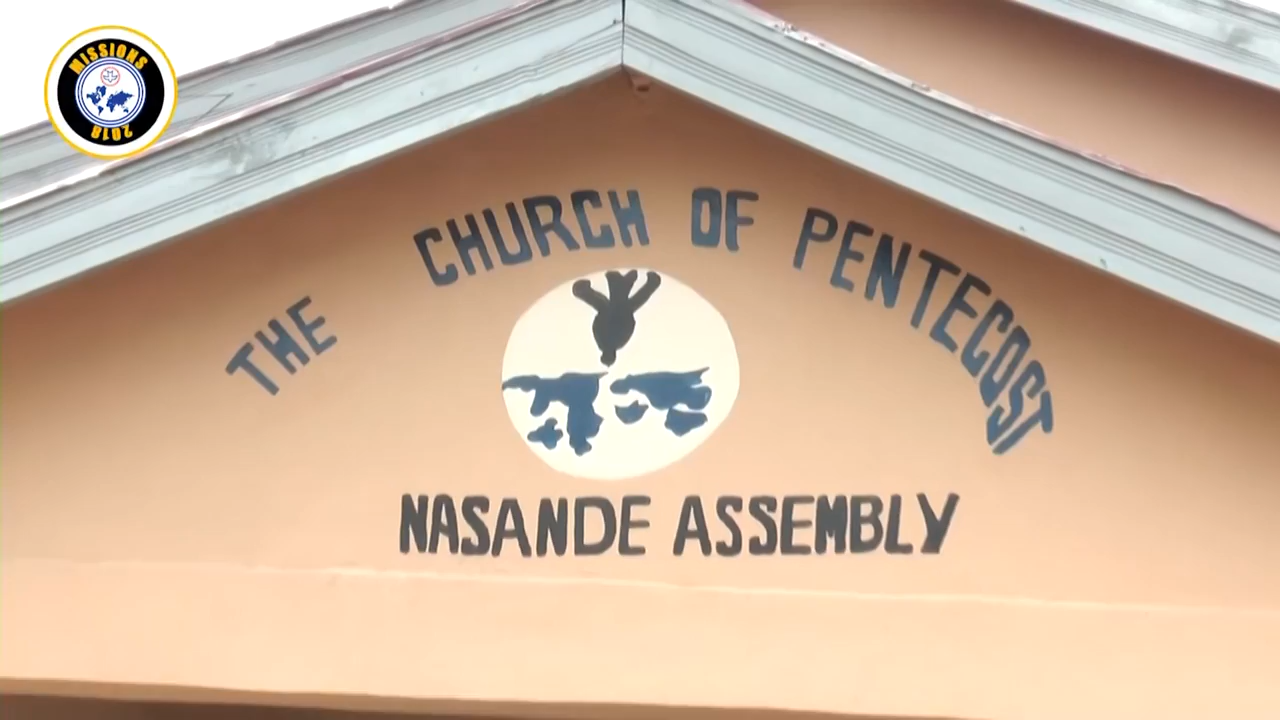 MISSIONS
2018
THE CHURCH OF PENTECOST
NASANDE ASSEMBLY